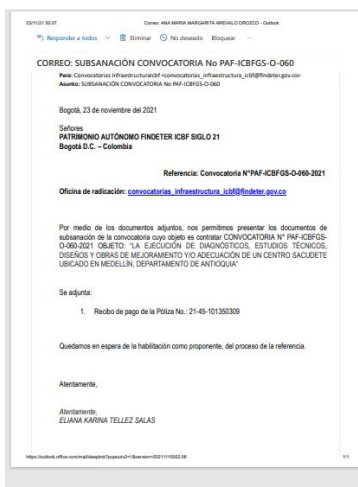 23/11/21 20:37
Correo: ANA MARIA MARGARITA AREVALO OROZCO - Outlook
Responder a todos Eliminar No deseado Bloquear ...
CORREO: SUBSANACIÓN CONVOCATORIA No PAF-ICBFGS-O-060
Para: Convocatorias Infraestructuraicbf <convocatorias_infraestructura_icbf@findeter.gov.co>
Asunto: SUBSANACIÓN CONVOCATORIA No PAF-ICBFGS-O-060
Bogotá, 23 de noviembre del 2021
Señores
PATRIMONIO AUTÓNOMO FINDETER ICBF SIGLO 21
Bogotá D.C. – Colombia
Referencia: Convocatoria N°PAF-ICBFGS-O-060-2021
Oficina de radicación: convocatorias_infraestructura_icbf@findeter.gov.co
Por medio de los documentos adjuntos, nos permitimos presentar los documentos de
subsanación de la convocatoria cuyo objeto es contratar CONVOCATORIA N° PAF-ICBFGS-
O-060-2021 OBJETO: "LA EJECUCIÓN DE DIAGNÓSTICOS, ESTUDIOS TÉCNICOS,
DISEÑOS Y OBRAS DE MEJORAMIENTO Y/O ADECUACIÓN DE UN CENTRO SACUDETE
UBICADO EN MEDELLÍN, DEPARTAMENTO DE ANTIOQUIA"
Se adjunta:
1. Recibo de pago de la Póliza No.: 21-45-101350309
Quedamos en espera de la habilitación como proponente, del proceso de la referencia.
Atentamente,
Atentamente,
ELIANA KARINA TELLEZ SALAS
1/1